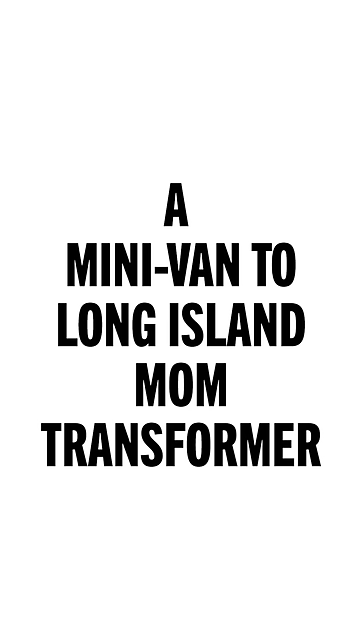 A
MINI-VAN TO
LONG ISLAND
MOM
TRANSFORMER